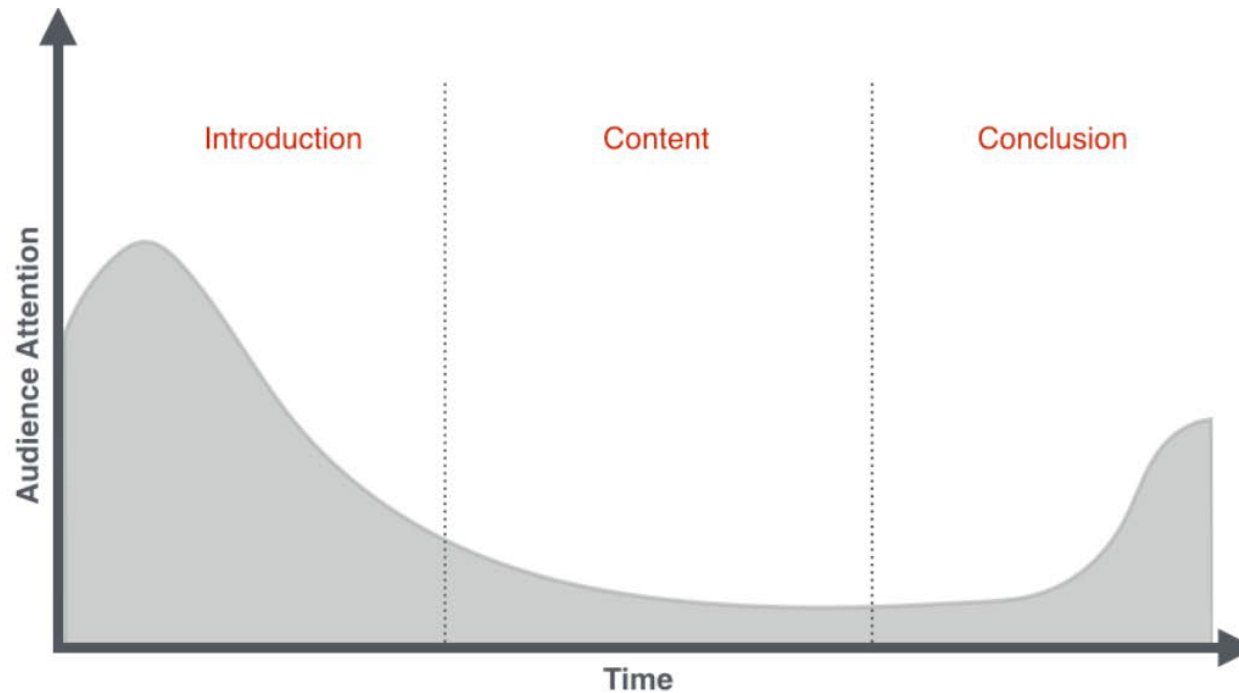 Introduction
Content
Conclusion
Audience Attention
Time